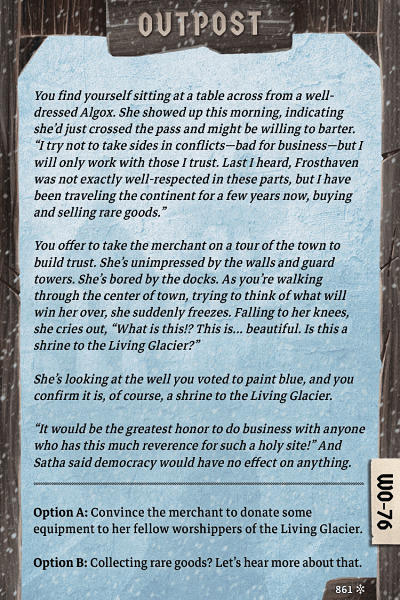 OUTPOST
You find yourself sitting at a table across from a well-
dressed Algox. She showed up this morning, indicating
she’d just crossed the pass and might be willing to barter.
“I try not to take sides in conflicts—bad for business—but I
will only work with those I trust. Last I heard, Frosthaven
was not exactly well-respected in these parts, but I have
been traveling the continent for a few years now, buying
and selling rare goods.”
You offer to take the merchant on a tour of the town to
build trust. She’s unimpressed by the walls and guard
towers. She’s bored by the docks. As you’re walking
through the center of town, trying to think of what will
win her over, she suddenly freezes. Falling to her knees,
she cries out, “What is this!? This is… beautiful. Is this a
shrine to the Living Glacier?”
She’s looking at the well you voted to paint blue, and you
confirm it is, of course, a shrine to the Living Glacier.
“It would be the greatest honor to do business with anyone
who has this much reverence for such a holy site!” And
Satha said democracy would have no effect on anything.
Option A: Convince the merchant to donate some
equipment to her fellow worshippers of the Living Glacier.
Option B: Collecting rare goods? Let’s hear more about that.
WO-76
861